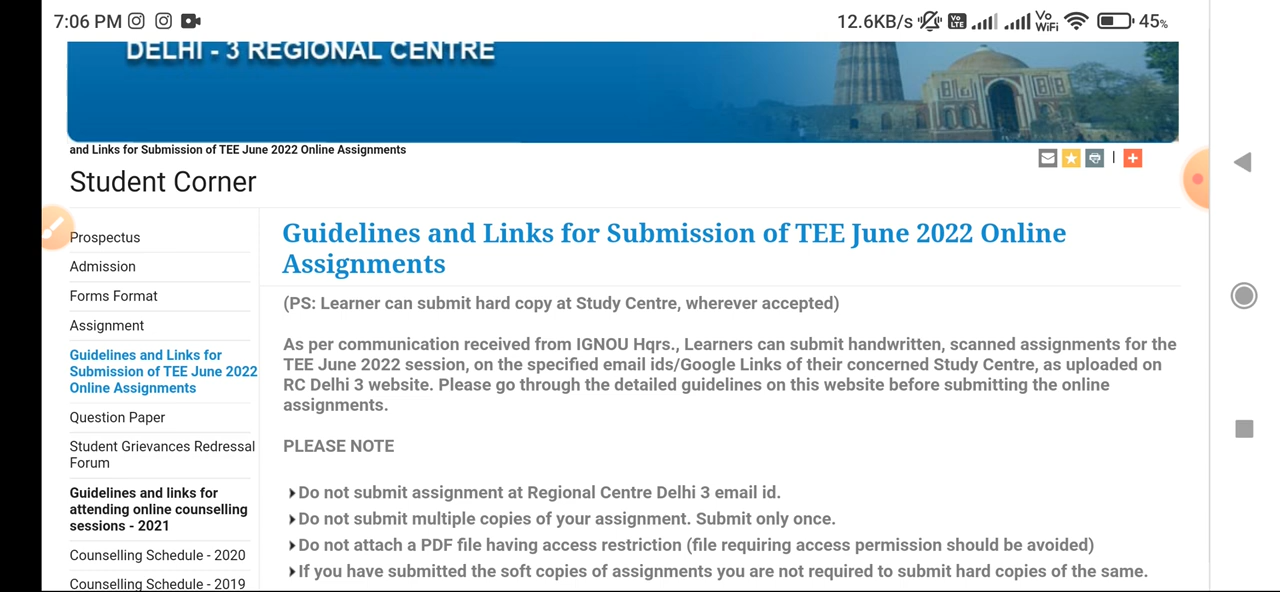 7:06 PM
12.6KB/s Vo LTE Vo WiFi 45%
DELHI - 3 REGIONAL CENTRE
and Links for Submission of TEE June 2022 Online Assignments
Student Corner
Prospectus
Admission
Forms Format
Assignment
Guidelines and Links for
Submission of TEE June 2022
Online Assignments
Question Paper
Student Grievances Redressal
Forum
Guidelines and links for
attending online counselling
sessions - 2021
Counselling Schedule - 2020
Counselling Schedule - 2019
Guidelines and Links for Submission of TEE June 2022 Online
Assignments
(PS: Learner can submit hard copy at Study Centre, wherever accepted)
As per communication received from IGNOU Hqrs., Learners can submit handwritten, scanned assignments for the
TEE June 2022 session, on the specified email ids/Google Links of their concerned Study Centre, as uploaded on
RC Delhi 3 website. Please go through the detailed guidelines on this website before submitting the online
assignments.
PLEASE NOTE
Do not submit assignment at Regional Centre Delhi 3 email id.
Do not submit multiple copies of your assignment. Submit only once.
Do not attach a PDF file having access restriction (file requiring access permission should be avoided)
If you have submitted the soft copies of assignments you are not required to submit hard copies of the same.